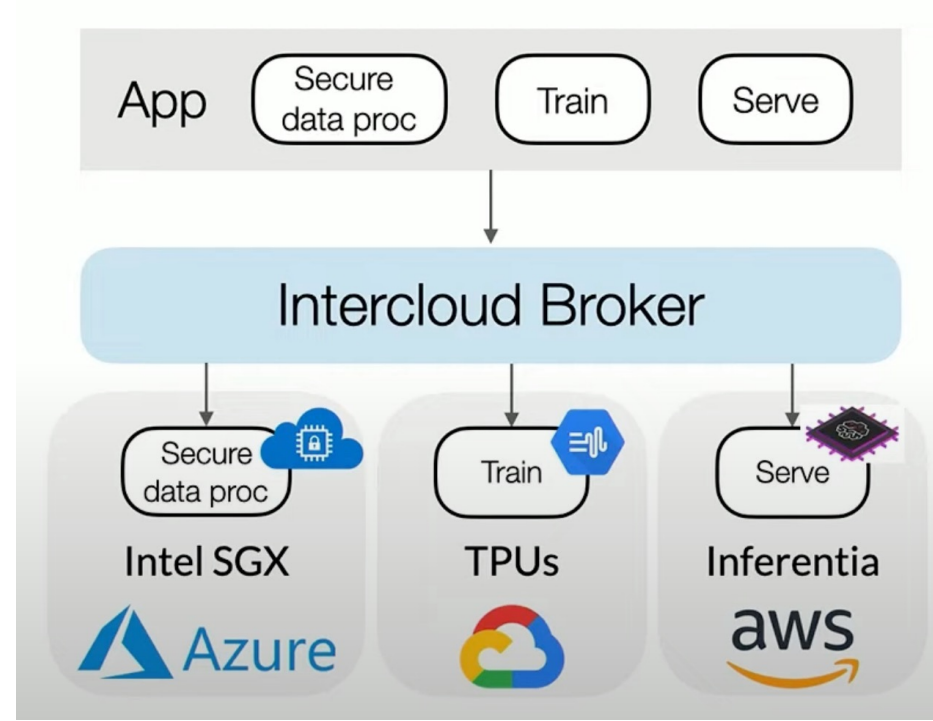 App
Secure
data proc
Train
Serve
Intercloud Broker
Secure
data proc
Train
Serve
Intel SGX
TPUs
Inferentia
Azure
aws